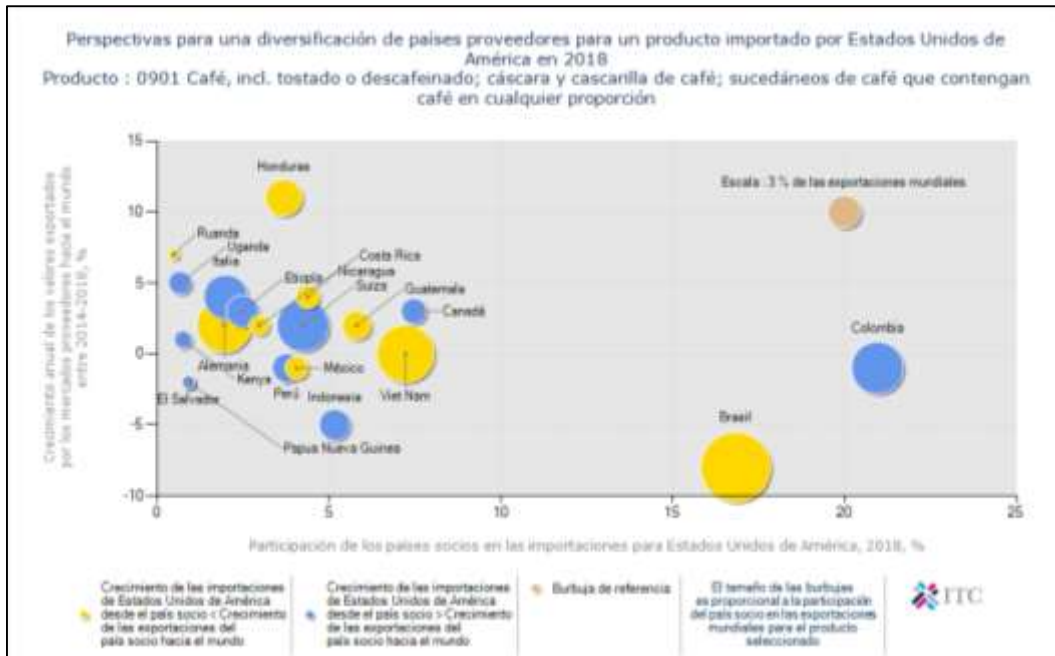 Perspectivas para una diversificación de países proveedores para un producto importado por Estados Unidos de
América en 2018
Producto : 0901 Café, incl. tostado o descafeinado; cáscara y cascarilla de café; sucedáneos de café que contengan
café en cualquier proporción
Crecimiento anual de los valores exportados
por los mercados proveedores hacia el mundo
entre 2014-2018, %
15
10
5
0
-5
-10
Honduras
Escala : 3 % de las exportaciones mundiales
Ruanda
Uganda
Italia
Costa Rica
Nicaragua
Etiopía
Suiza
Guatemala
Canadá
Colombia
Alemania
Kenya
Perú
México
Viet Nam
El Salvador
Indonesia
Papua Nueva Guinea
Brasil
0
5
10
15
20
25
Participación de los países socios en las importaciones para Estados Unidos de América, 2018, %
Crecimiento de las importaciones
de Estados Unidos de América
desde el país socio < Crecimiento
de las exportaciones del
país socio hacia el mundo
Crecimiento de las importaciones
de Estados Unidos de América
desde el país socio > Crecimiento
de las exportaciones del
país socio hacia el mundo
Burbuja de referencia
El tamaño de las burbujas
es proporcional a la participación
del país socio en las exportaciones
mundiales para el producto
seleccionado
ITC